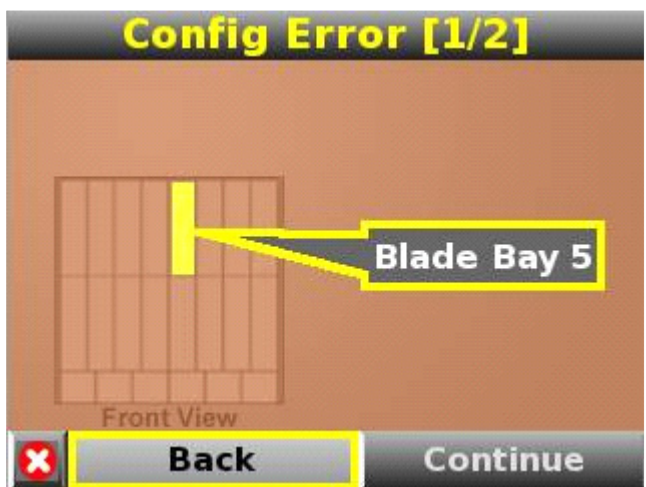 Config Error [1/2]
Blade Bay 5
Front View
Back
Continue